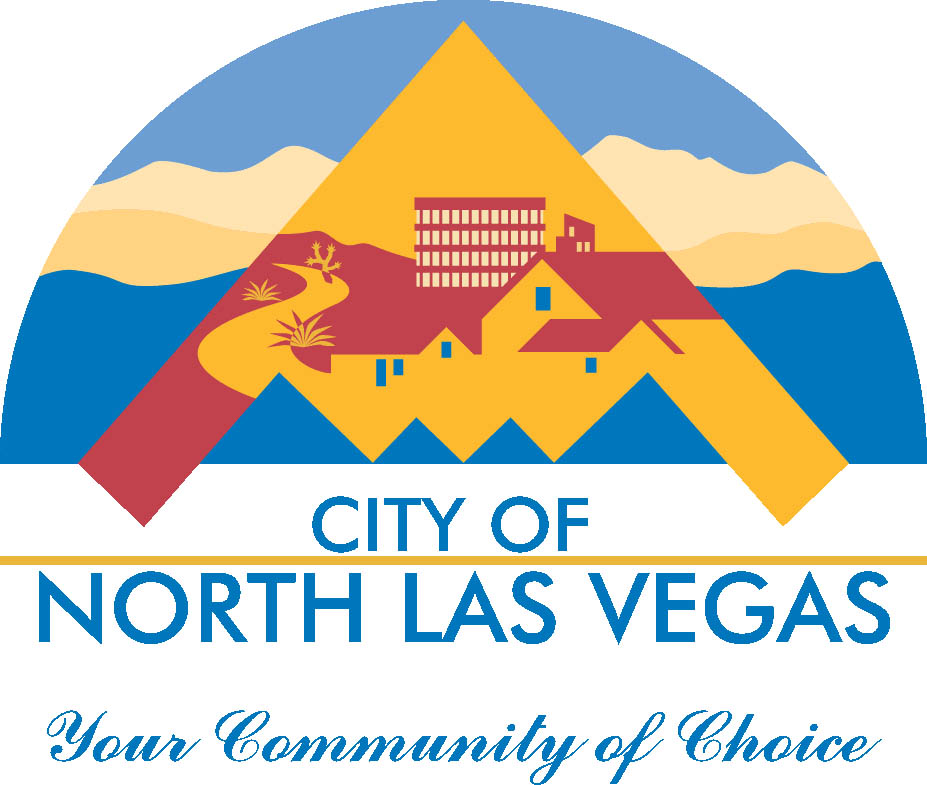 CITY OF
NORTH LAS VEGAS
Your Community of Choice